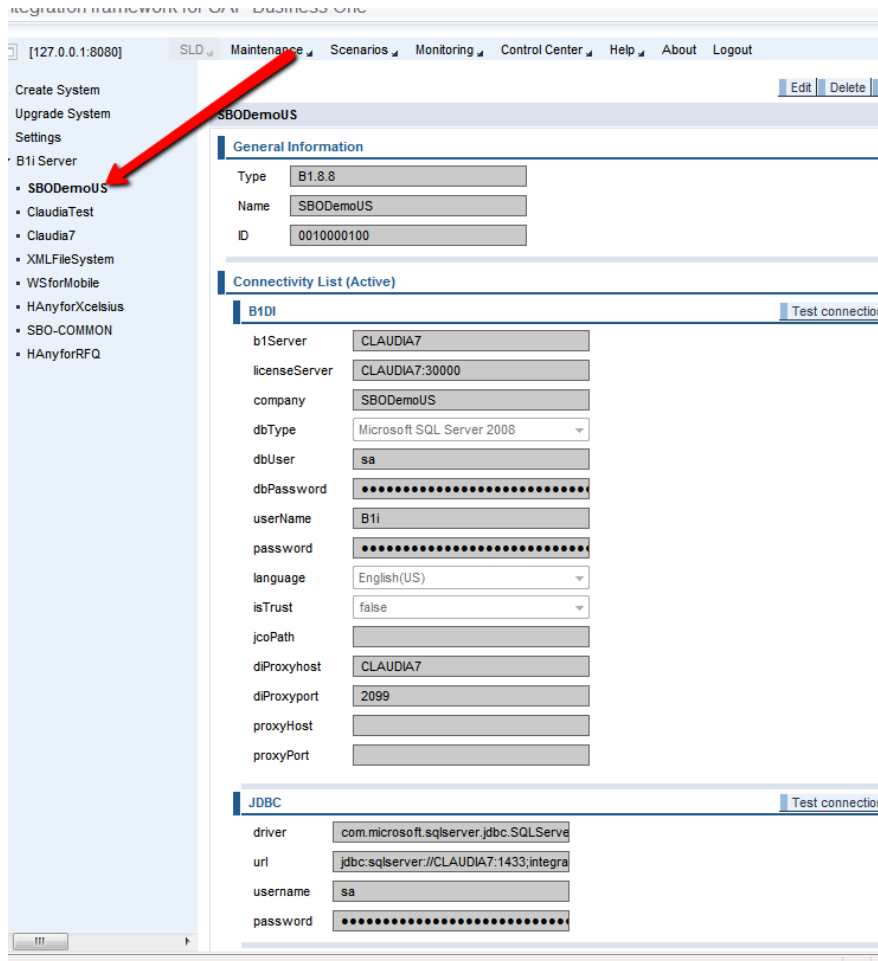 [127.0.0.1:8080]
SLD Maintenance Scenarios Monitoring Control Center Help About Logout
Edit Delete
Create System
Upgrade System
Settings
B1i Server
SBODemoUS
ClaudiaTest
Claudia7
XMLFileSystem
WSforMobile
HAnyforXcelsius
SBO-COMMON
HAnyforRFQ
SBODemoUS
General Information
Type B1.8.8
Name SBODemoUS
ID 0010000100
Connectivity List (Active)
B1DI Test connection
b1Server CLAUDIA7
licenseServer CLAUDIA7:30000
company SBODemoUS
dbType Microsoft SQL Server 2008
dbUser sa
dbPassword
userName B1i
password
language English(US)
isTrust false
jcoPath
diProxyhost CLAUDIA7
diProxyport 2099
proxyHost
proxyPort
JDBC Test connection
driver com.microsoft.sqlserver.jdbc.SQLServe
url jdbc:sqlserver://CLAUDIA7:1433;integra
username sa
password